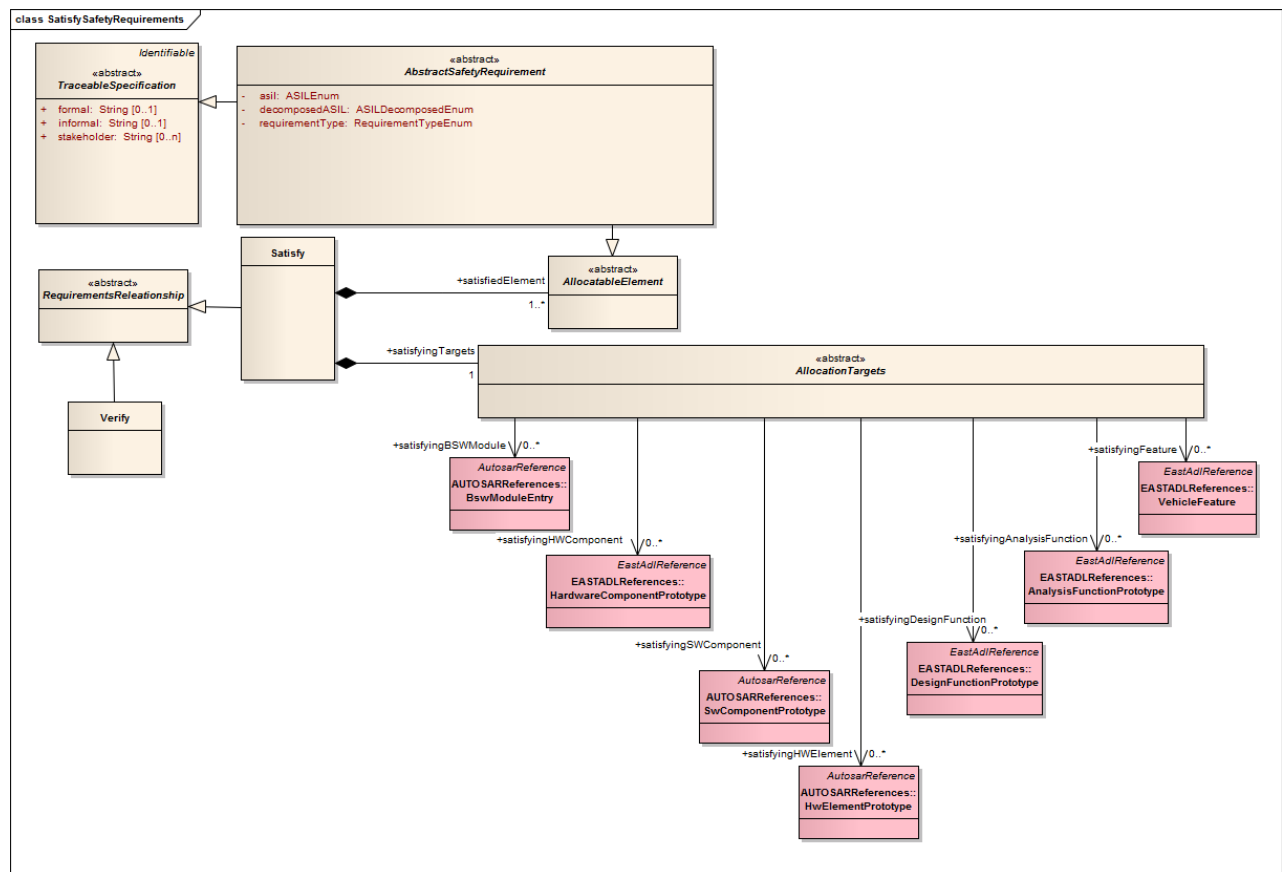 class SatisfySafetyRequirements
Identifiable
«abstract»
TraceableSpecification
+ formal: String [0..1]
+ informal: String [0..1]
+ stakeholder: String [0..n]
«abstract»
AbstractSafetyRequirement
- asil: ASILEnum
- decomposedASIL: ASILDecomposedEnum
- requirementType: RequirementTypeEnum
Satisfy
«abstract»
RequirementsReleationship
+satisfiedElement
1..*
«abstract»
AllocatableElement
+satisfyingTargets
1
«abstract»
AllocationTargets
Verify
+satisfyingBSWModule
0..*
AutosarReference
AUTOSARReferences::
BswModuleEntry
+satisfyingFeature
0..*
EastAdlReference
EASTADLReferences::
VehicleFeature
+satisfyingHWComponent
0..*
EastAdlReference
EASTADLReferences::
HardwareComponentPrototype
+satisfyingAnalysisFunction
0..*
EastAdlReference
EASTADLReferences::
AnalysisFunctionPrototype
+satisfyingSWComponent
0..*
AutosarReference
AUTOSARReferences::
SwComponentPrototype
+satisfyingDesignFunction
0..*
EastAdlReference
EASTADLReferences::
DesignFunctionPrototype
+satisfyingHWElement
0..*
AutosarReference
AUTOSARReferences::
HwElementPrototype